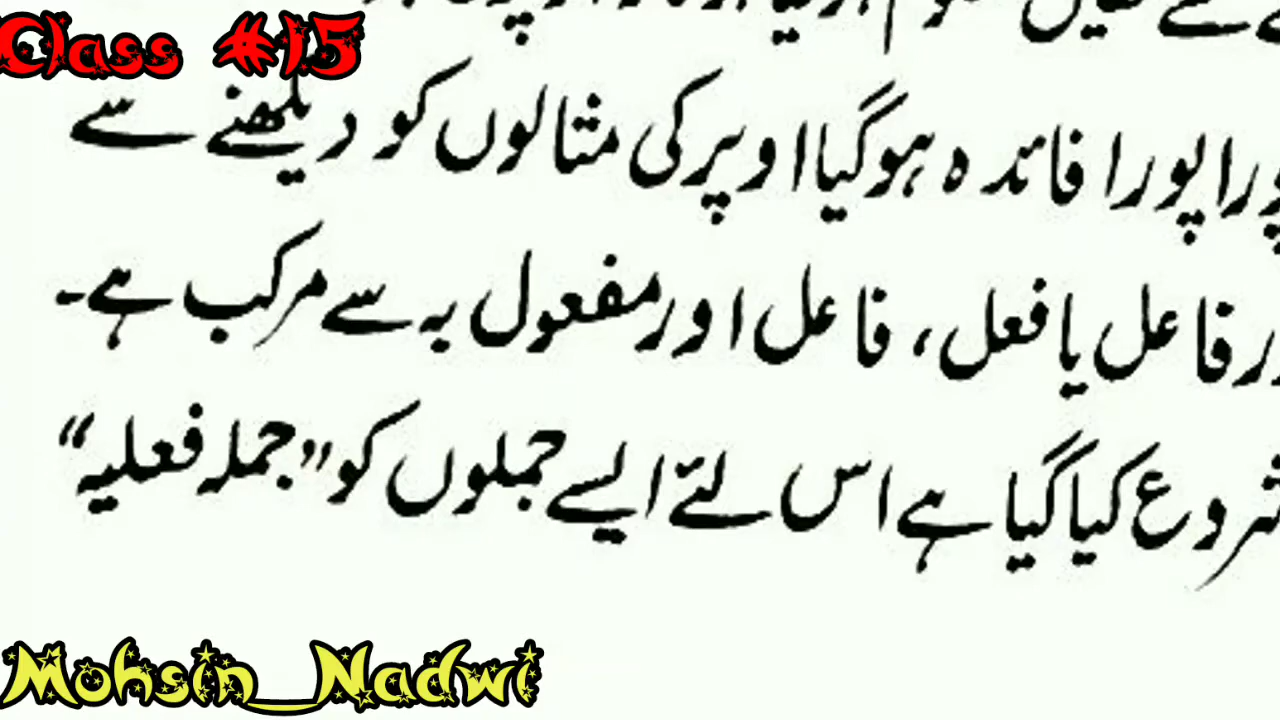 Class #15
پورا پورا فائدہ ہوگیا اوپر کی مثالوں کو دیکھنے سے
فاعل یا فعل، فاعل اور مفعول بہ سے مرکب ہے۔
شروع کیا گیا ہے اس لئے ایسے جملوں کو ”جملہ فعلیہ“
Mohsin_Nadwi